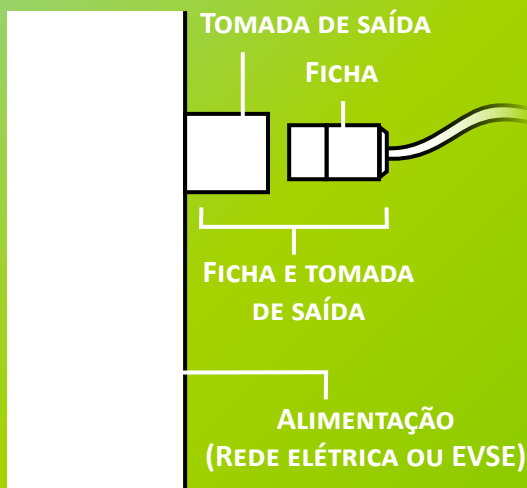 TOMADA DE SAÍDA
FICHA
FICHA E TOMADA
DE SAÍDA
ALIMENTAÇÃO
(REDE ELÉTRICA OU EVSE)